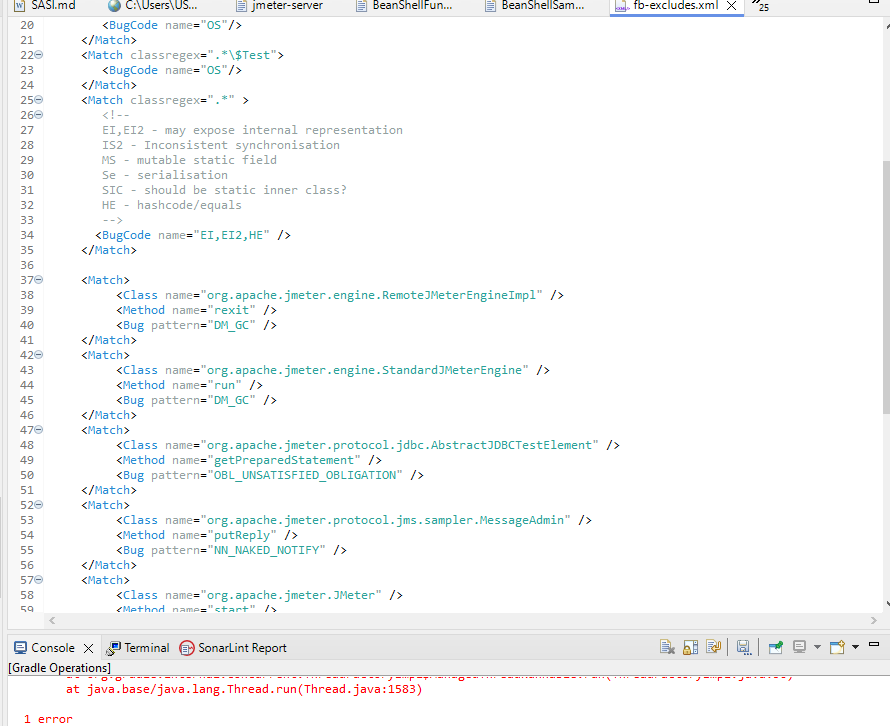 SASI.md C:\Users\US... jmeter-server BeanShellFun... BeanShellSam... fb-excludes.xml 25
20 <BugCode name="OS"/>
21 </Match>
22 <Match classregex=".*\$Test">
23 <BugCode name="OS"/>
24 </Match>
25 <Match classregex=".*" >
26 <!--
27 EI,EI2 - may expose internal representation
28 IS2 - Inconsistent synchronisation
29 MS - mutable static field
30 Se - serialisation
31 SIC - should be static inner class?
32 HE - hashcode/equals
33 -->
34 <BugCode name="EI,EI2,HE" />
35 </Match>
36
37 <Match>
38 <Class name="org.apache.jmeter.engine.RemoteJMeterEngineImpl" />
39 <Method name="rexit" />
40 <Bug pattern="DM_GC" />
41 </Match>
42 <Match>
43 <Class name="org.apache.jmeter.engine.StandardJMeterEngine" />
44 <Method name="run" />
45 <Bug pattern="DM_GC" />
46 </Match>
47 <Match>
48 <Class name="org.apache.jmeter.protocol.jdbc.AbstractJDBCTestElement" />
49 <Method name="getPreparedStatement" />
50 <Bug pattern="OBL_UNSATISFIED_OBLIGATION" />
51 </Match>
52 <Match>
53 <Class name="org.apache.jmeter.protocol.jms.sampler.MessageAdmin" />
54 <Method name="putReply" />
55 <Bug pattern="NN_NAKED_NOTIFY" />
56 </Match>
57 <Match>
58 <Class name="org.apache.jmeter.JMeter" />
59 <Method name="start" />
Console Terminal SonarLint Report
[Gradle Operations]
at java.base/java.lang.Thread.run(Thread.java:1583)
1 error